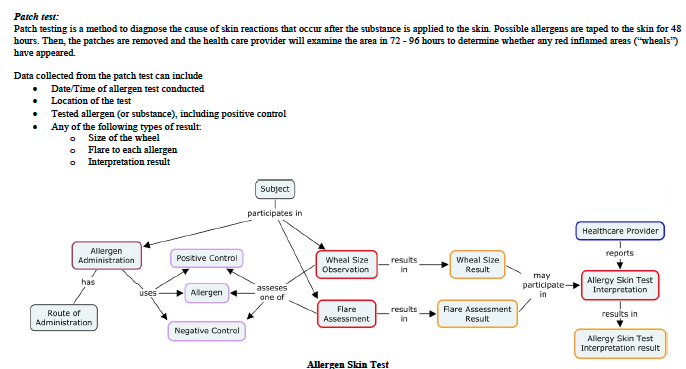 Patch test:
Patch testing is a method to diagnose the cause of skin reactions that occur after the substance is applied to the skin. Possible allergens are taped to the skin for 48
hours. Then, the patches are removed and the health care provider will examine the area in 72 - 96 hours to determine whether any red inflamed areas (“wheals”)
have appeared.
Data collected from the patch test can include
• Date/Time of allergen test conducted
• Location of the test
• Tested allergen (or substance), including positive control
• Any of the following types of result:
o Size of the wheel
o Flare to each allergen
o Interpretation result
Subject
participates in
Healthcare Provider
reports
Allergen
Administration
Positive Control
Wheal Size
Observation
results
in
Wheal Size
Result
may
participate
in
Allergy Skin Test
Interpretation
has
uses
Allergen
asseses
one of
Route of
Administration
Negative Control
Flare
Assessment
results
in
Flare Assessment
Result
results in
Allergy Skin Test
Interpretation result
Allergen Skin Test